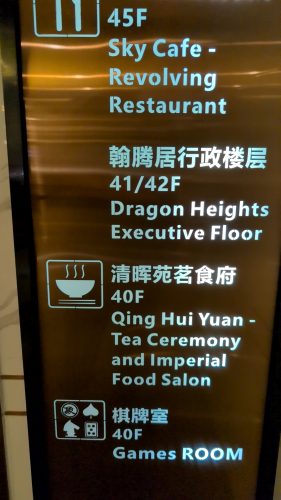 45F
Sky Cafe -
Revolving
Restaurant
翰腾居行政楼层
41/42F
Dragon Heights
Executive Floor
清晖苑茗食府
40F
Qing Hui Yuan -
Tea Ceremony
and Imperial
Food Salon
棋牌室
40F
Games ROOM